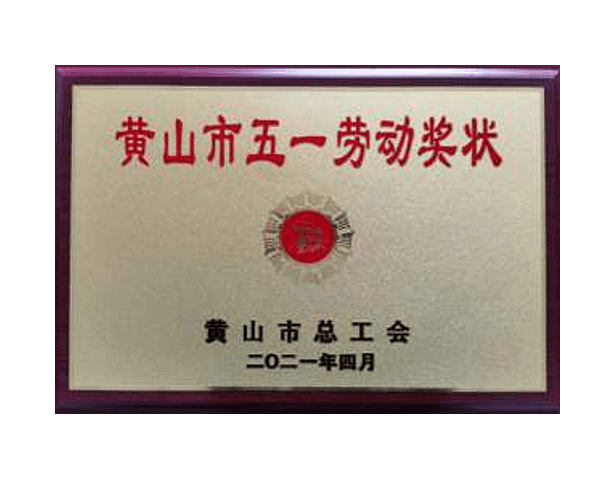 黄山市五一劳动奖状
黄山市总工会
二〇二一年四月